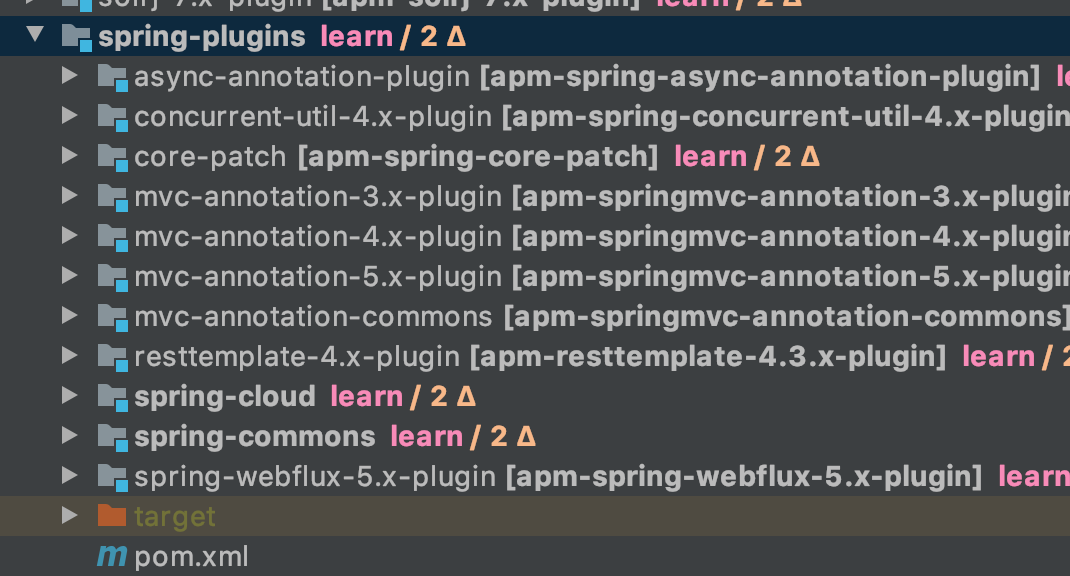 solrj-7.x-plugin [apm-solrj-7.x-plugin] learn / 2 Δ
spring-plugins learn / 2 Δ
async-annotation-plugin [apm-spring-async-annotation-plugin] le
concurrent-util-4.x-plugin [apm-spring-concurrent-util-4.x-plugin
core-patch [apm-spring-core-patch] learn / 2 Δ
mvc-annotation-3.x-plugin [apm-springmvc-annotation-3.x-plugin
mvc-annotation-4.x-plugin [apm-springmvc-annotation-4.x-plugin
mvc-annotation-5.x-plugin [apm-springmvc-annotation-5.x-plugin
mvc-annotation-commons [apm-springmvc-annotation-commons]
resttemplate-4.x-plugin [apm-resttemplate-4.3.x-plugin] learn / 2
spring-cloud learn / 2 Δ
spring-commons learn / 2 Δ
spring-webflux-5.x-plugin [apm-spring-webflux-5.x-plugin] learn
target
m pom.xml